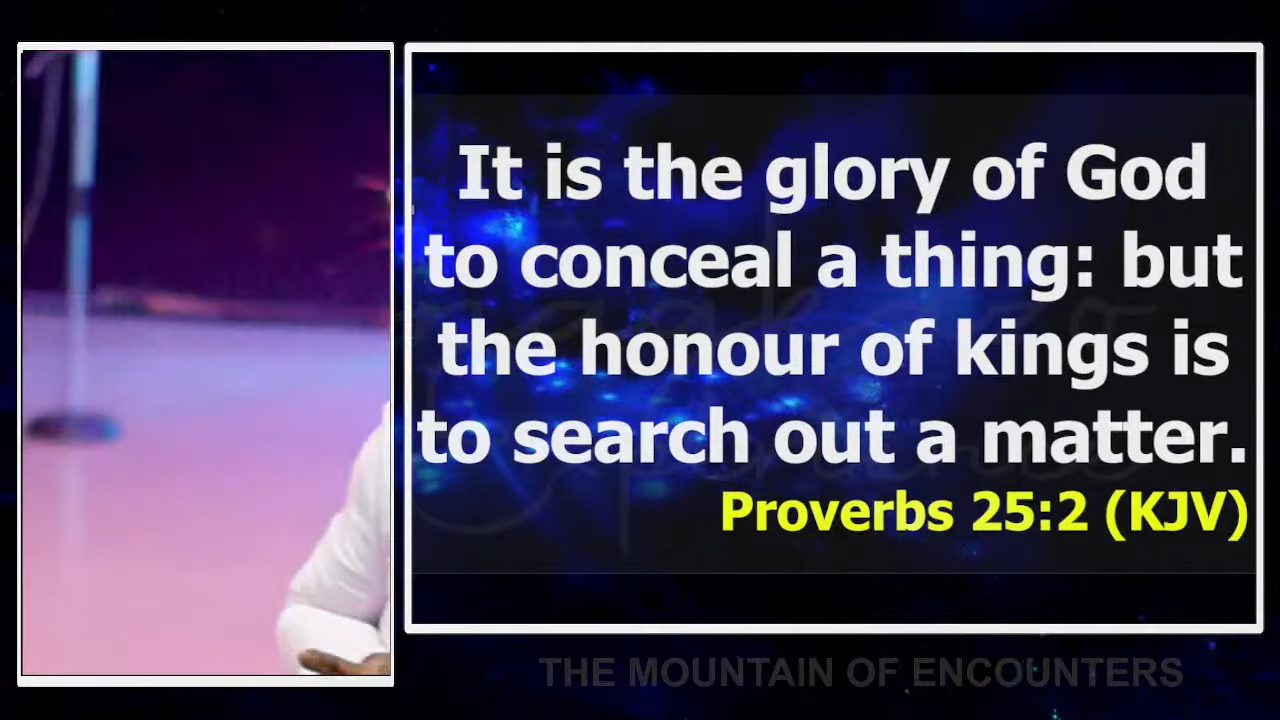 It is the glory of God
to conceal a thing: but
the honour of kings is
to search out a matter.
Proverbs 25:2 (KJV)
THE MOUNTAIN OF ENCOUNTERS